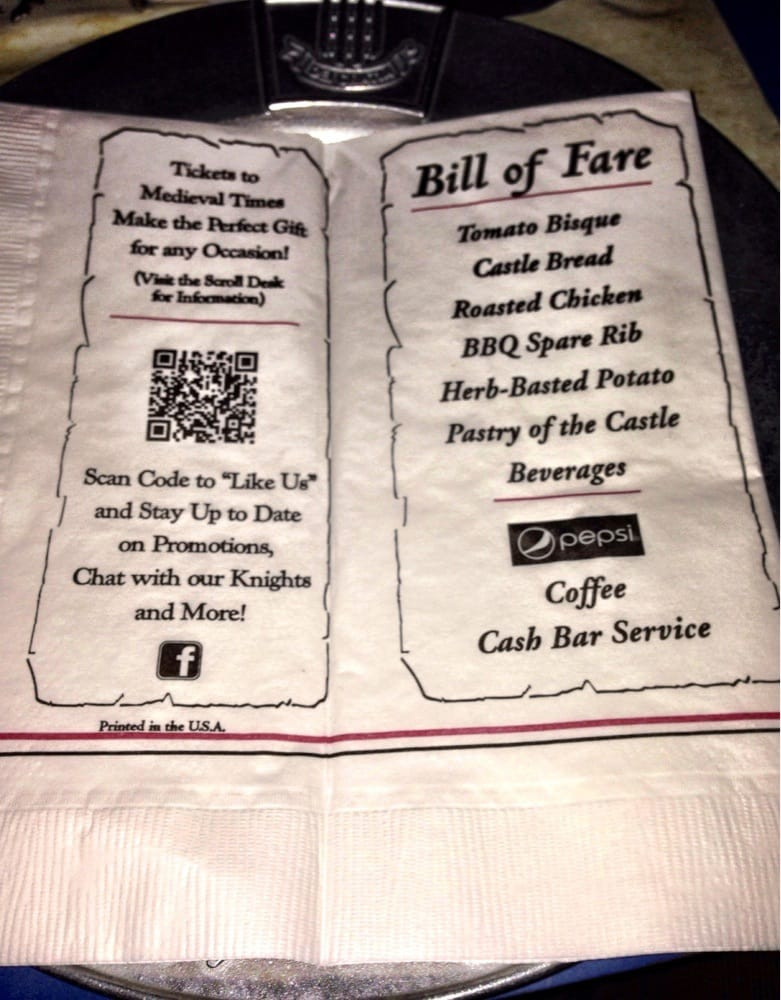 Tickets to
Medieval Times
Make the Perfect Gift
for any Occasion!
(Visit the Scroll Desk
for Information)
Scan Code to "Like Us"
and Stay Up to Date
on Promotions,
Chat with our Knights
and More!
f
Printed in the U.S.A.
Bill of Fare
Tomato Bisque
Castle Bread
Roasted Chicken
BBQ Spare Rib
Herb-Basted Potato
Pastry of the Castle
Beverages
pepsi
Coffee
Cash Bar Service